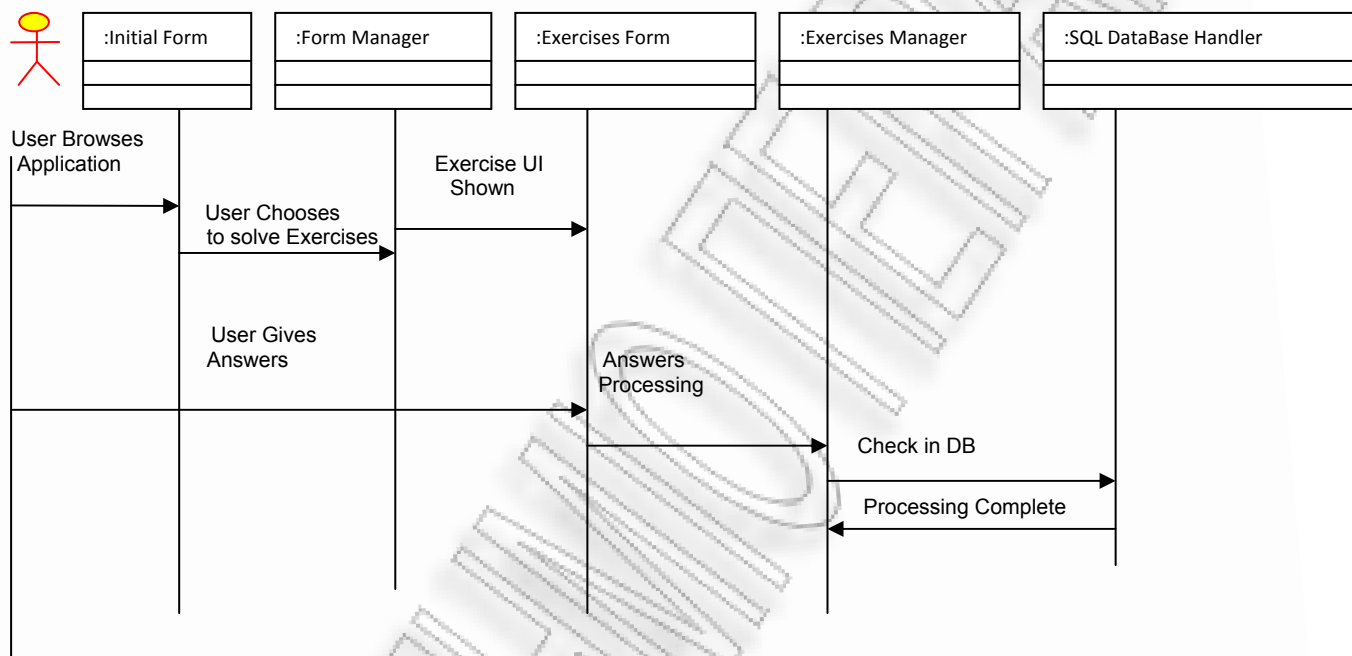 :Initial Form
:Form Manager
:Exercises Form
:Exercises Manager
:SQL DataBase Handler
User Browses
Application
Exercise UI
Shown
User Chooses
to solve Exercises
User Gives
Answers
Answers
Processing
Check in DB
Processing Complete